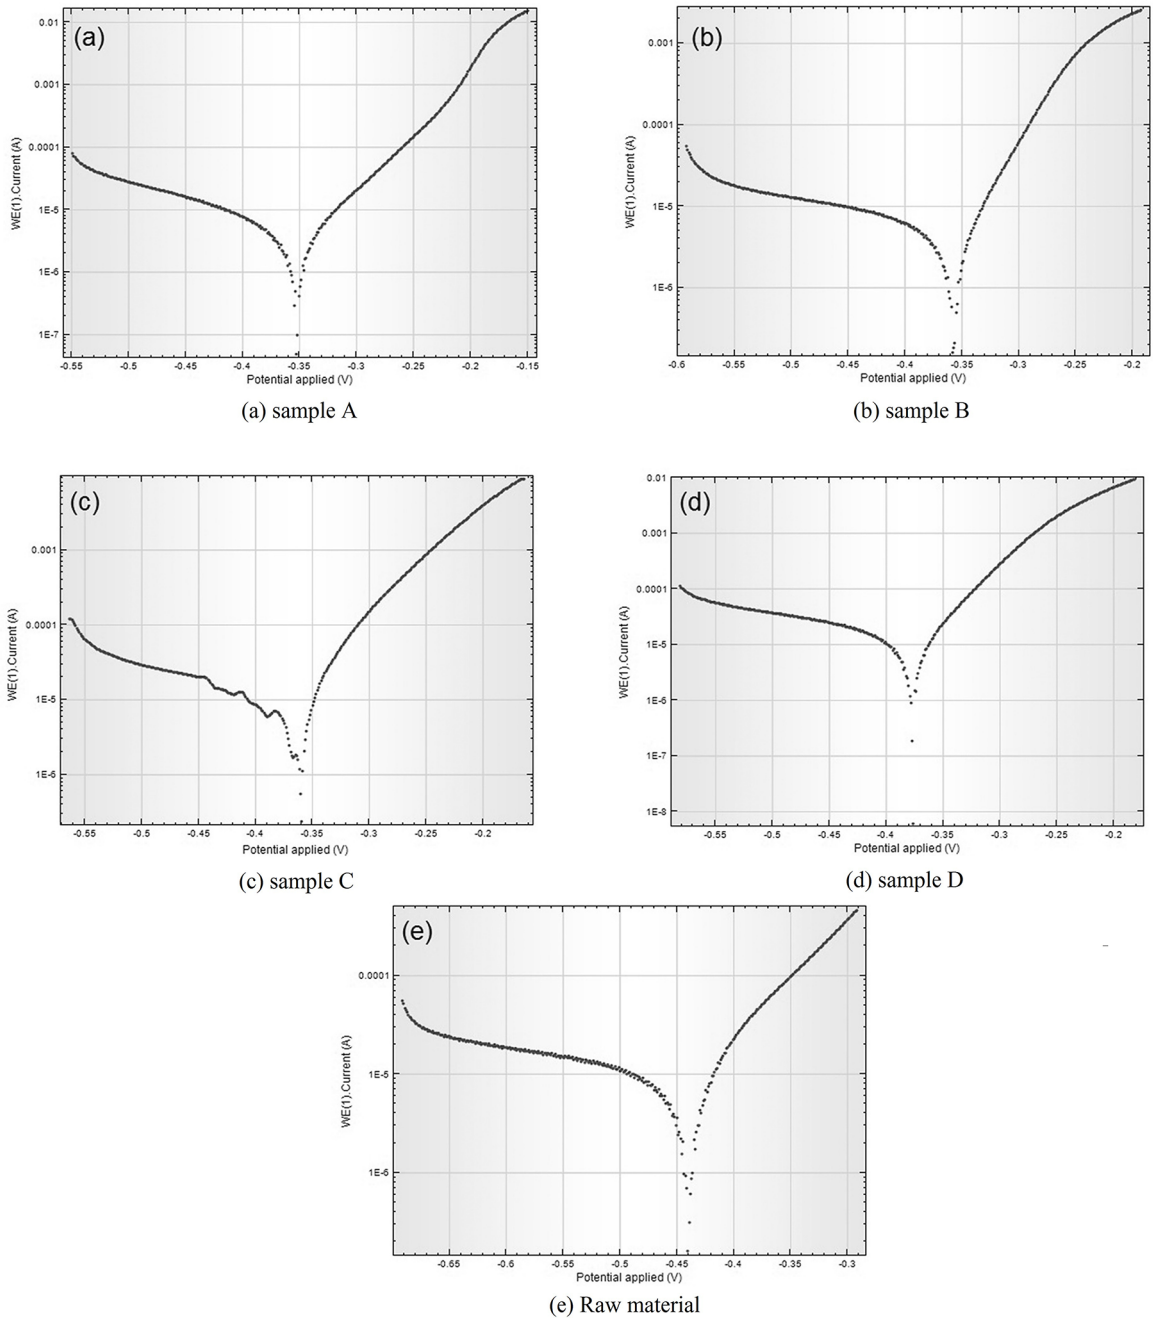 (a)
WE(1).Current (A)
0.01
0.001
0.0001
1E-5
1E-6
1E-7
-0.55 -0.5 -0.45 -0.4 -0.35 -0.3 -0.25 -0.2 -0.15
Potential applied (V)
(a) sample A
(b)
WE(1).Current (A)
0.001
0.0001
1E-5
1E-6
-0.6 -0.55 -0.5 -0.45 -0.4 -0.35 -0.3 -0.25 -0.2
Potential applied (V)
(b) sample B
(c)
WE(1).Current (A)
0.001
0.0001
1E-5
1E-6
-0.55 -0.5 -0.45 -0.4 -0.35 -0.3 -0.25 -0.2
Potential applied (V)
(c) sample C
(d)
WE(1).Current (A)
0.01
0.001
0.0001
1E-5
1E-6
1E-7
1E-8
-0.55 -0.5 -0.45 -0.4 -0.35 -0.3 -0.25 -0.2
Potential applied (V)
(d) sample D
(e)
WE(1).Current (A)
0.0001
1E-5
1E-6
-0.65 -0.6 -0.55 -0.5 -0.45 -0.4 -0.35 -0.3
Potential applied (V)
(e) Raw material